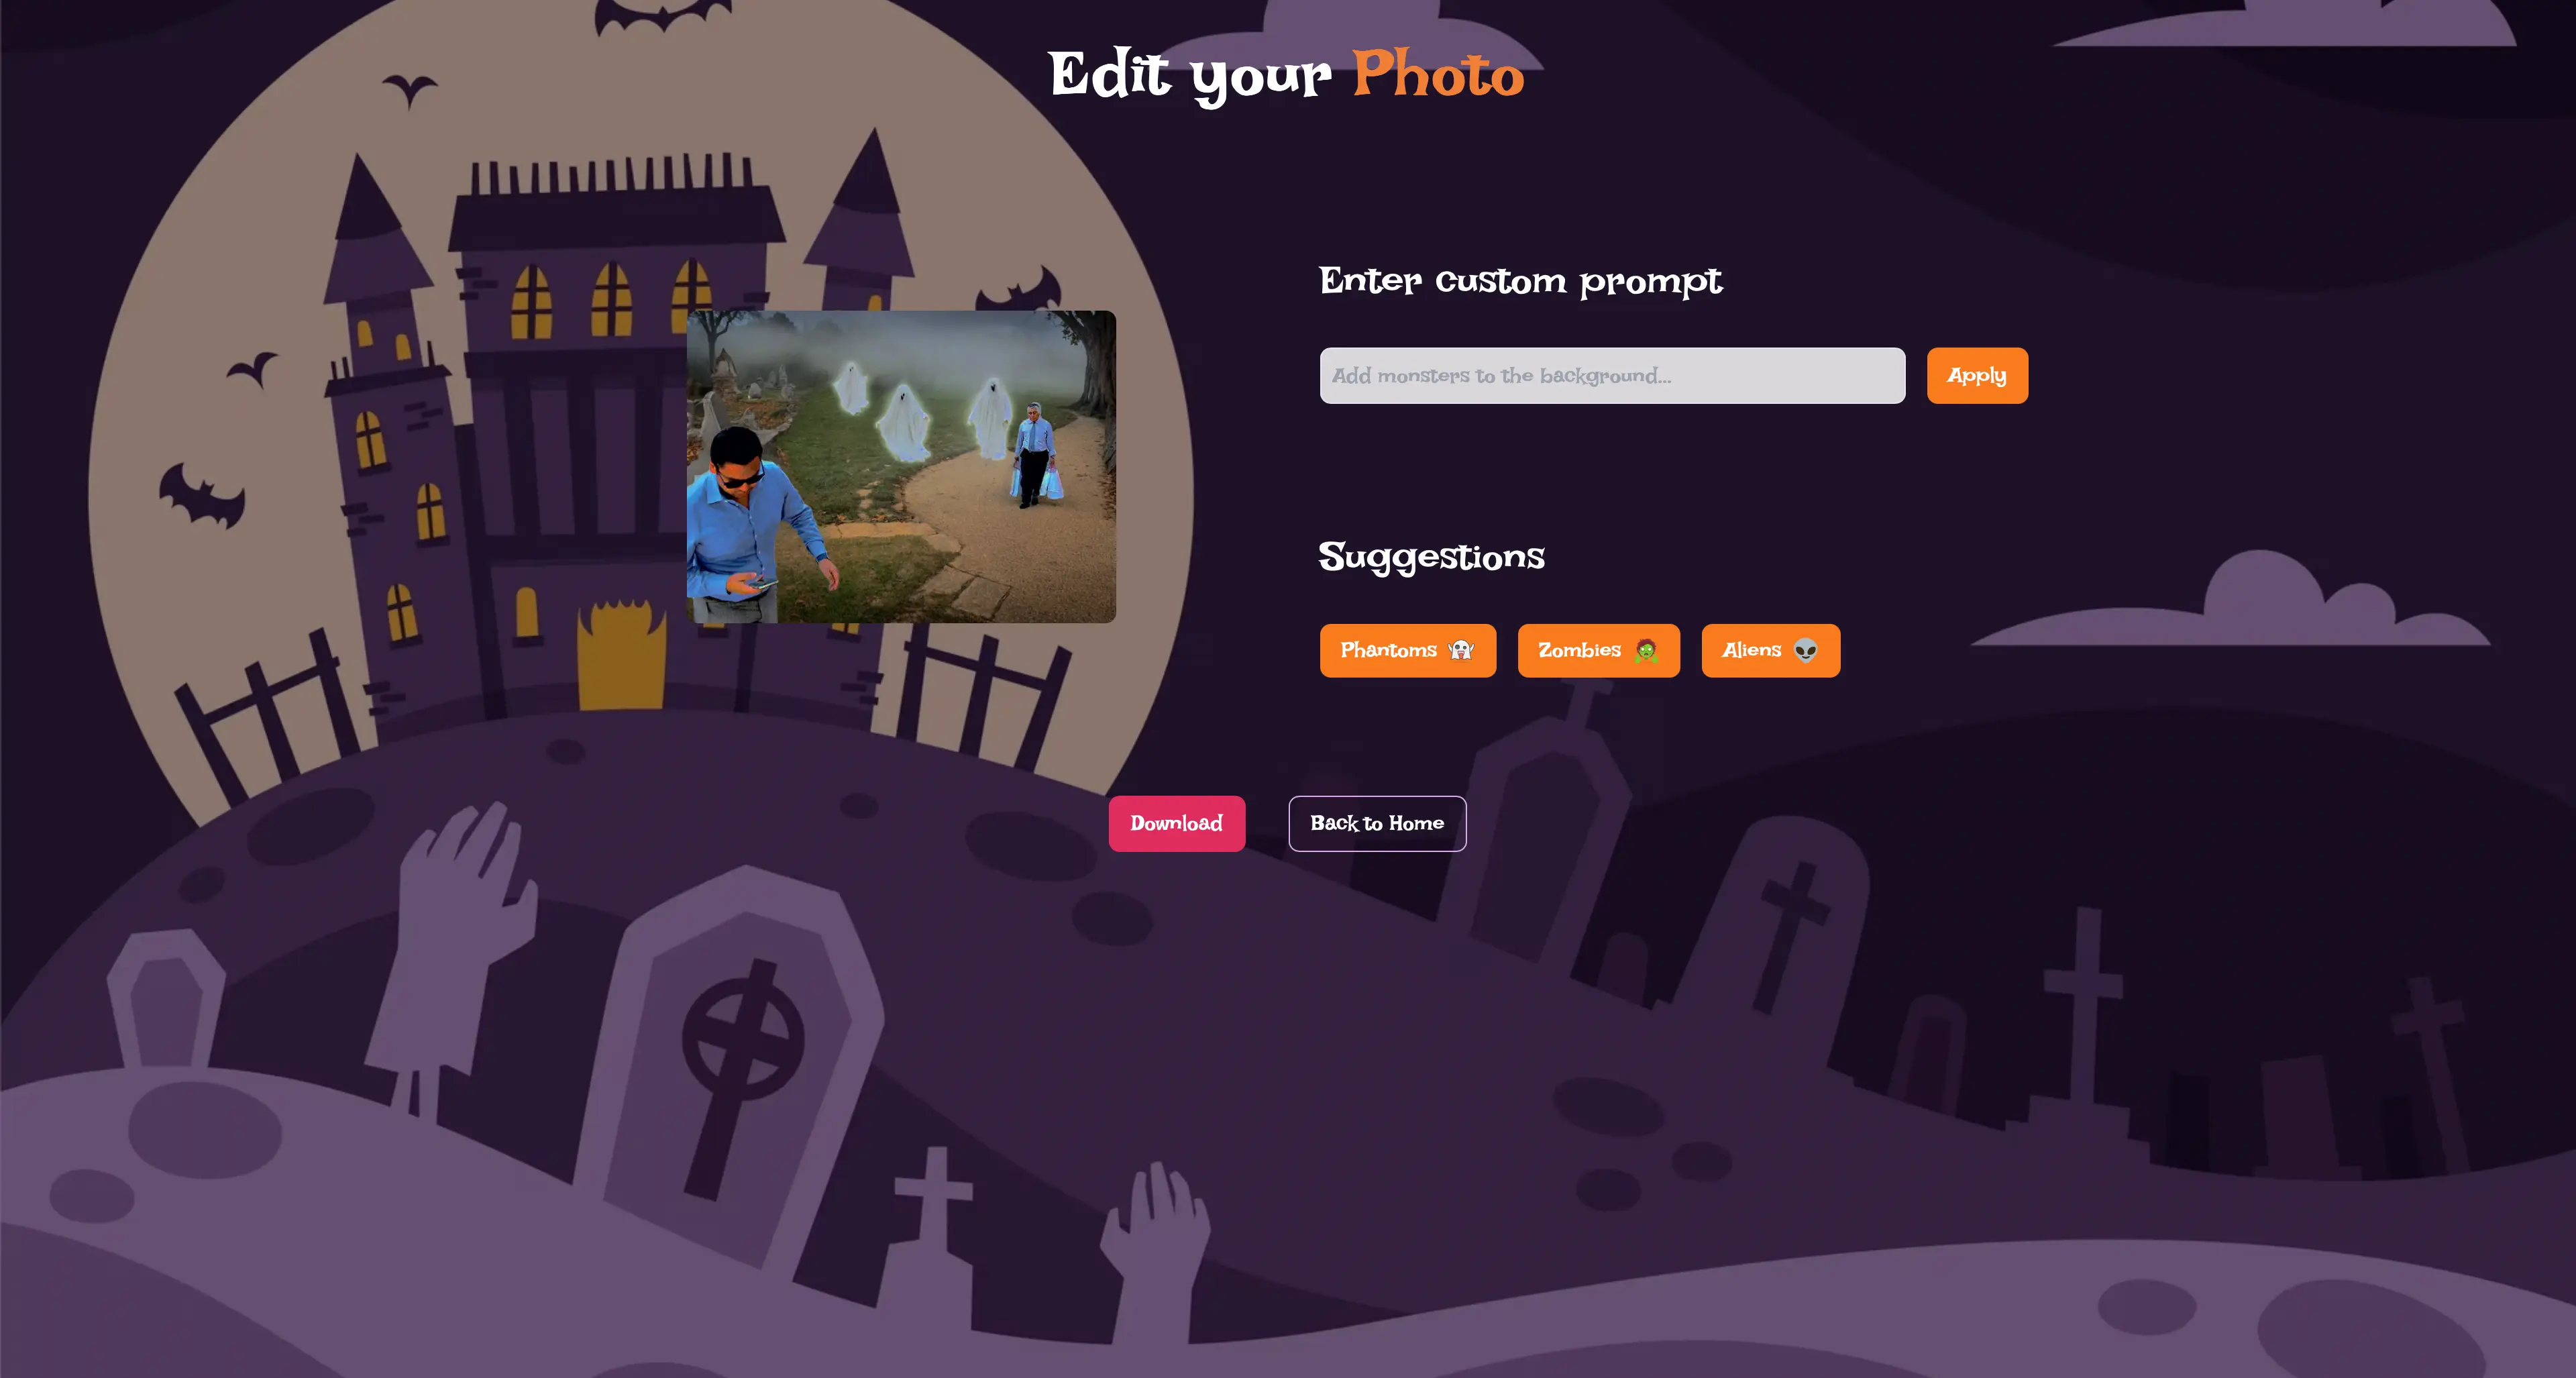 Edit your Photo
Enter custom prompt
Add monsters to the background...
Apply
Suggestions
Phantoms 👻
Zombies 🧟
Aliens 👽
Download
Back to Home